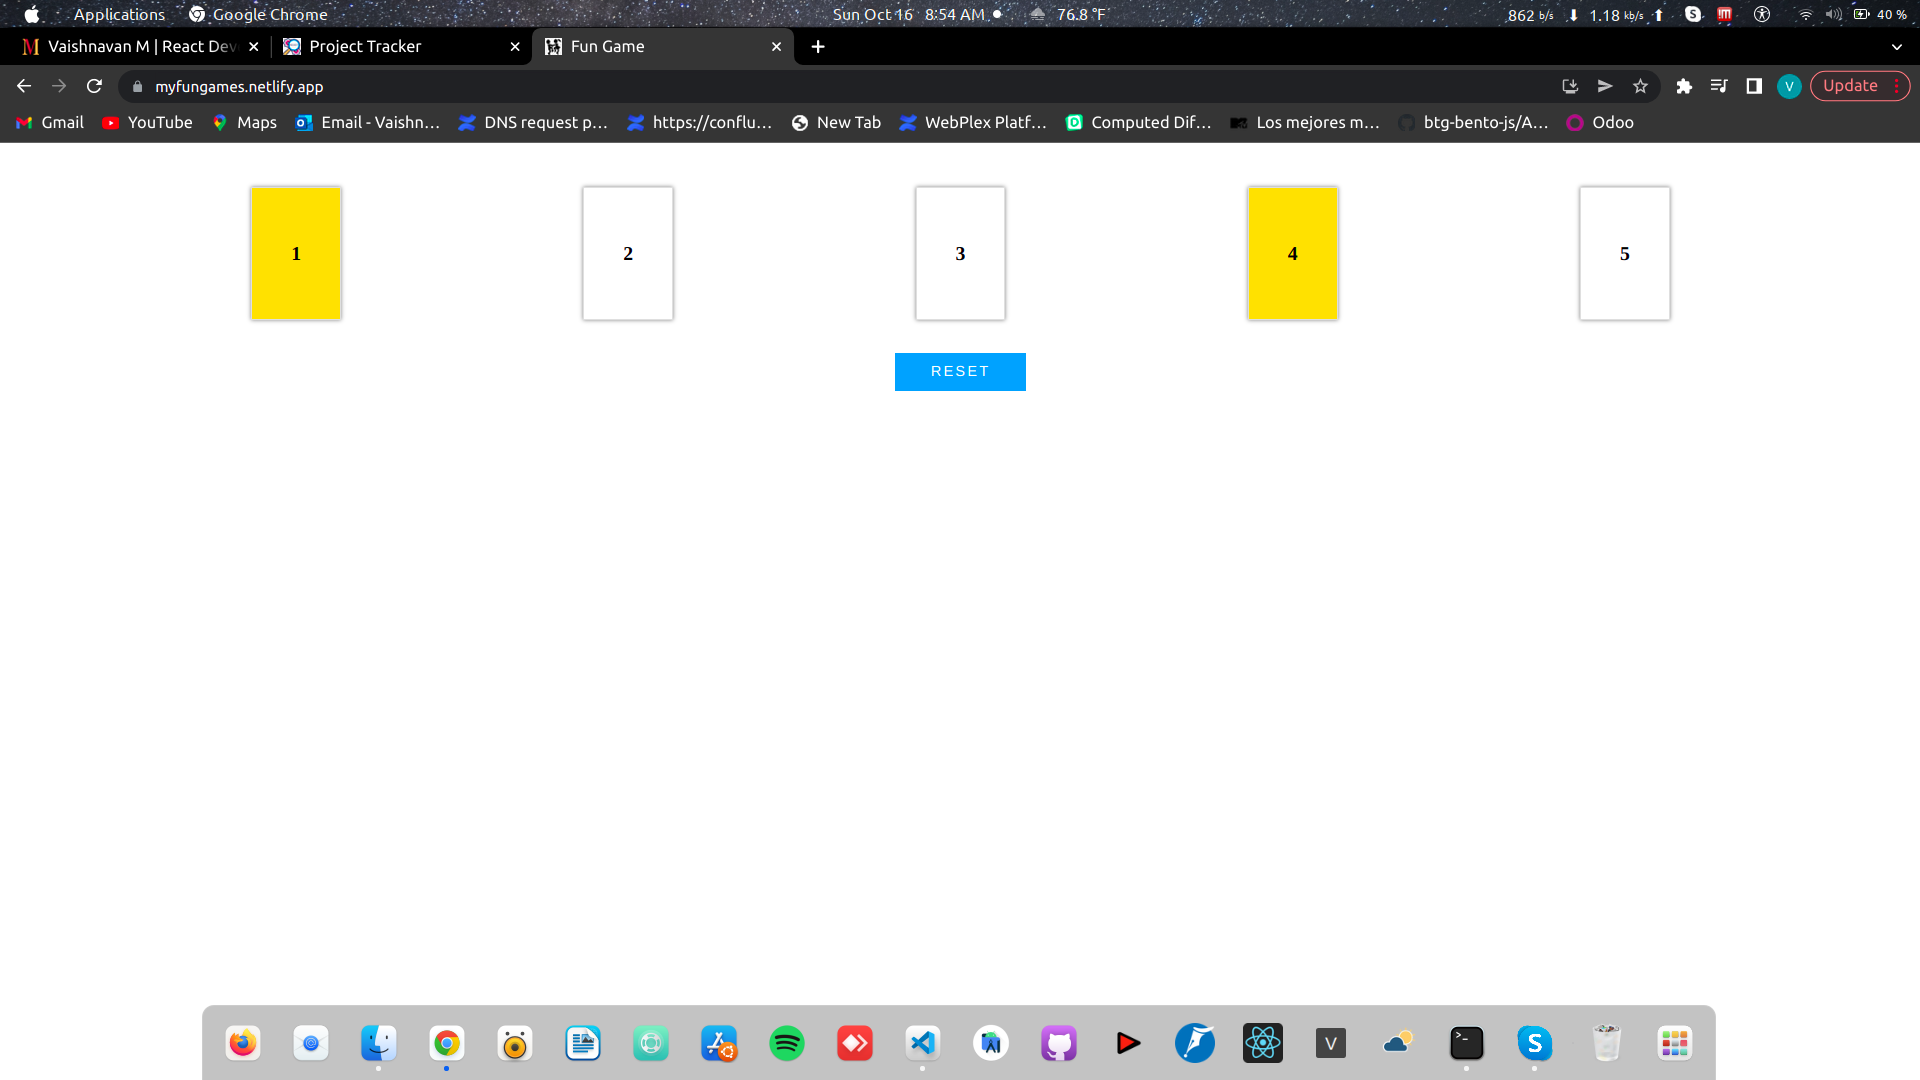 Applications Google Chrome Sun Oct 16 8:54 AM 76.8 °F 862 b/s 1.18 kb/s 40 %
Vaishnavan M | React Dev Project Tracker Fun Game
myfungames.netlify.app Update
Gmail YouTube Maps Email - Vaishn... DNS request p... https://conflu... New Tab WebPlex Platf... Computed Dif... Los mejores m... btg-bento-js/A... Odoo
1 2 3 4 5
RESET